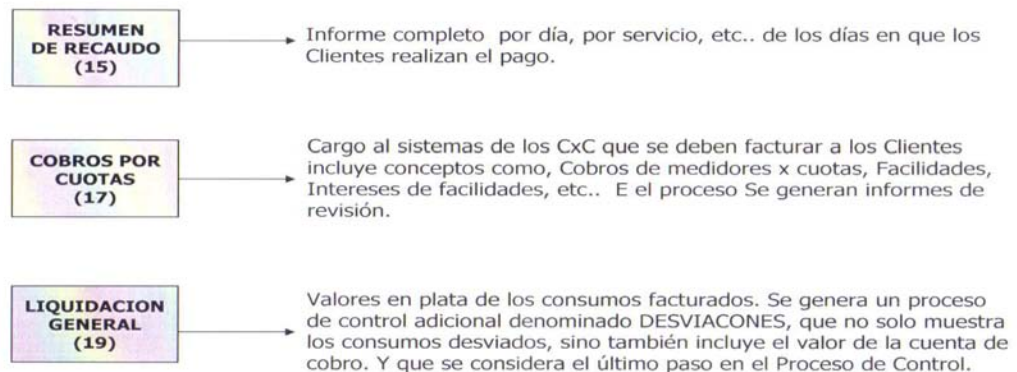 RESUMEN
DE RECAUDO
(15)
Informe completo por día, por servicio, etc.. de los días en que los
Clientes realizan el pago.
COBROS POR
CUOTAS
(17)
Cargo al sistemas de los CxC que se deben facturar a los Clientes
incluye conceptos como, Cobros de medidores x cuotas, Facilidades,
Intereses de facilidades, etc.. E el proceso Se generan informes de
revisión.
LIQUIDACION
GENERAL
(19)
Valores en plata de los consumos facturados. Se genera un proceso
de control adicional denominado DESVIACONES, que no solo muestra
los consumos desviados, sino también incluye el valor de la cuenta de
cobro. Y que se considera el último paso en el Proceso de Control.